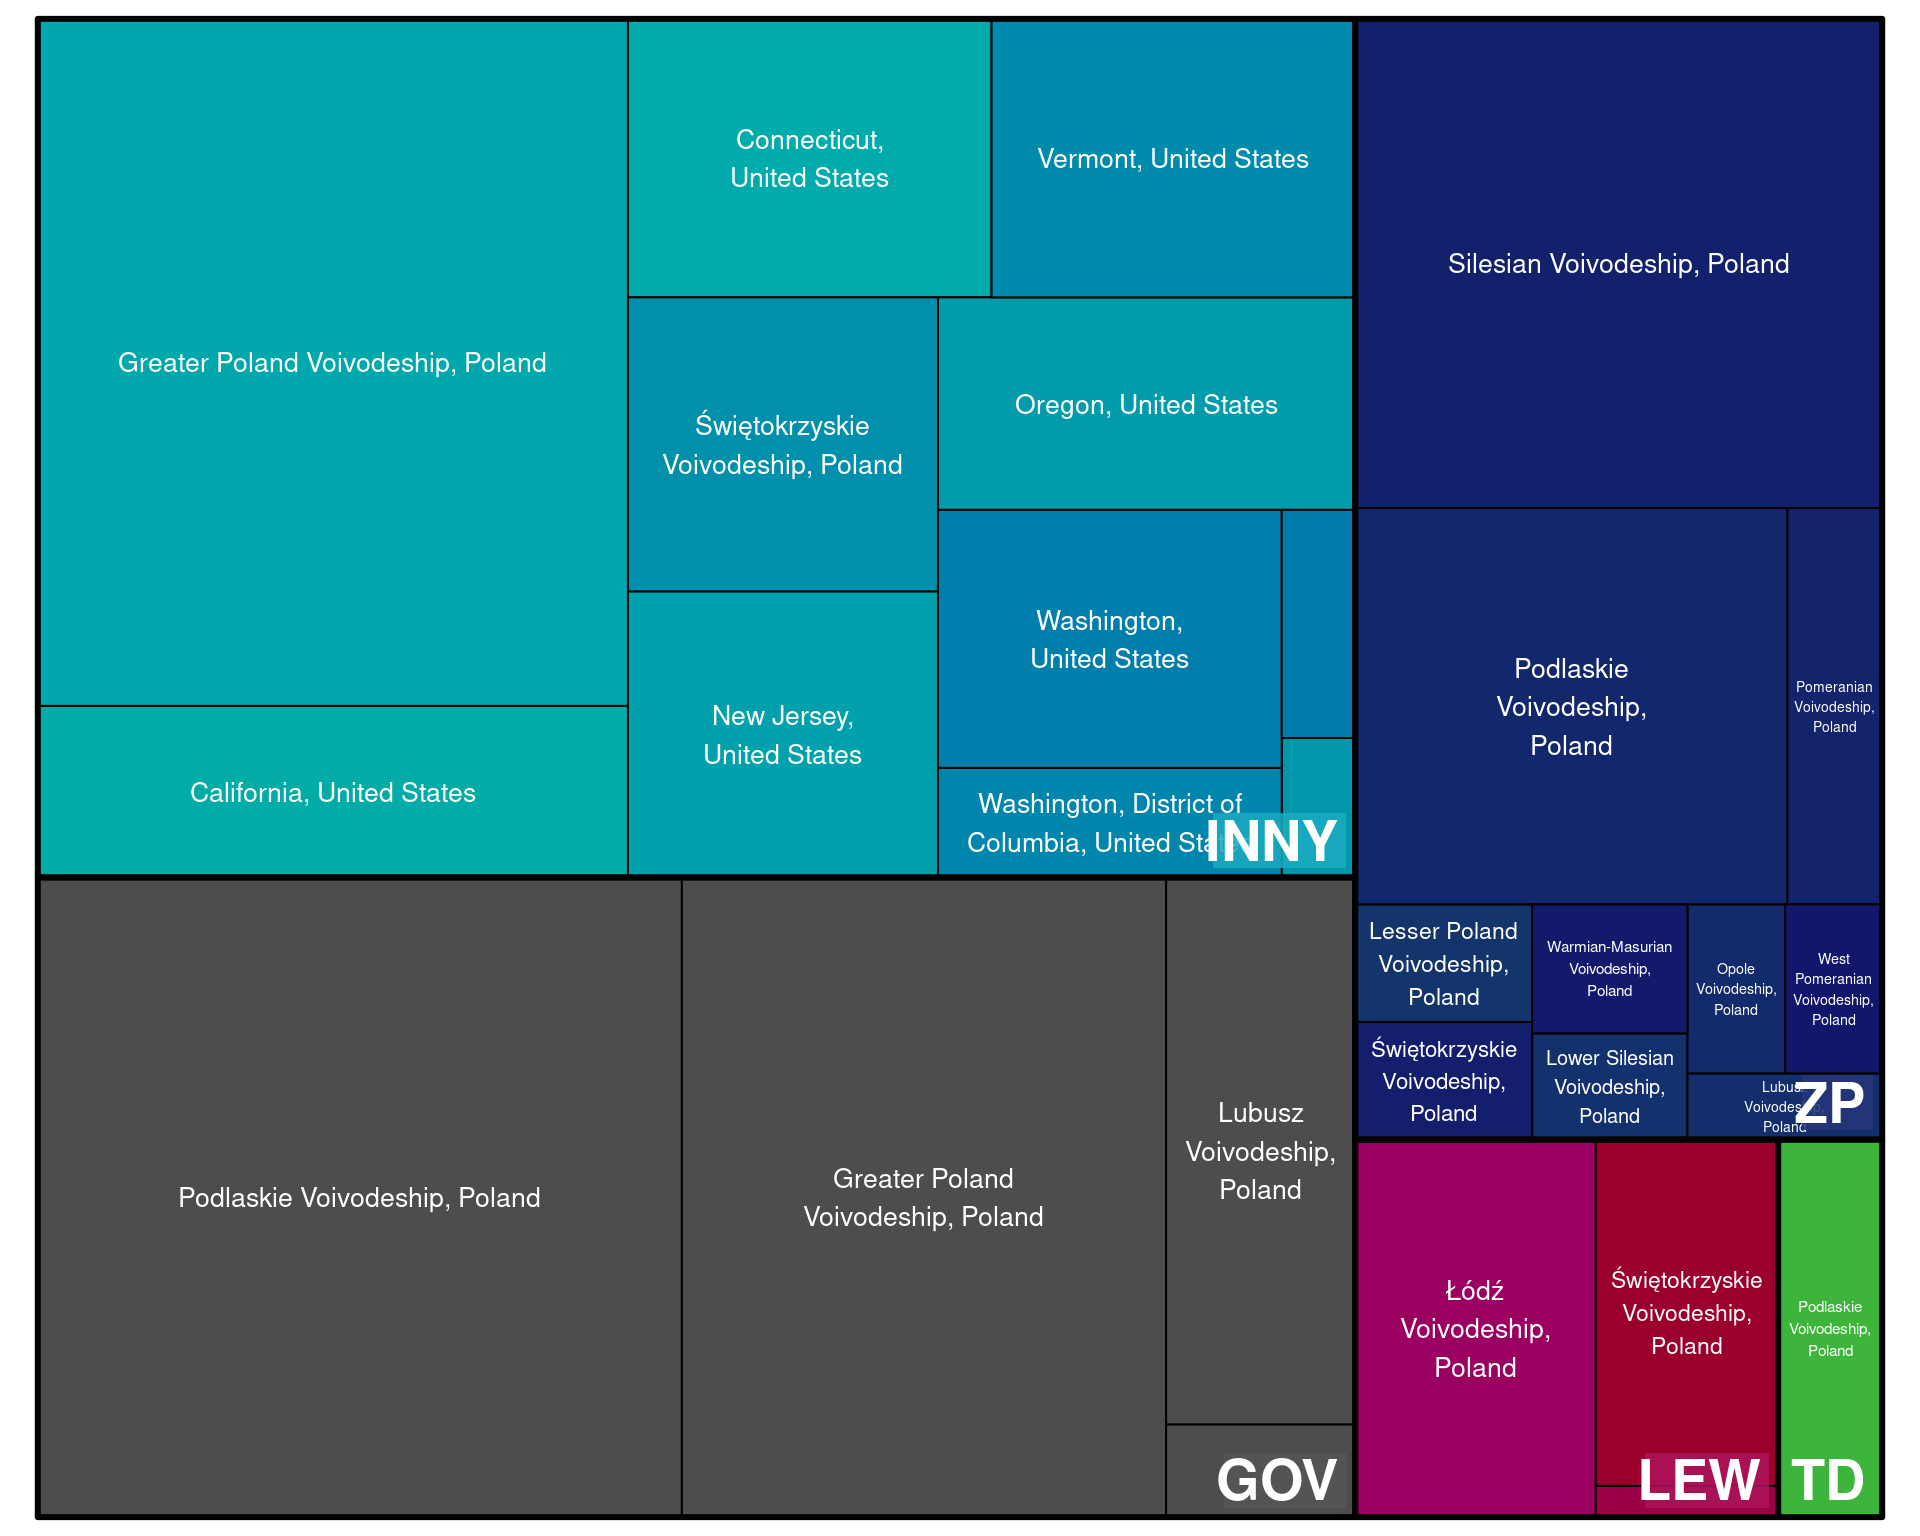 Greater Poland Voivodeship, Poland
California, United States
Connecticut,
United States
Vermont, United States
Świętokrzyskie
Voivodeship, Poland
Oregon, United States
New Jersey,
United States
Washington,
United States
Washington, District of
Columbia, United States
INNY
Podlaskie Voivodeship, Poland
Greater Poland
Voivodeship, Poland
Lubusz
Voivodeship,
Poland
GOV
Silesian Voivodeship, Poland
Podlaskie
Voivodeship,
Poland
Pomeranian
Voivodeship,
Poland
Lesser Poland
Voivodeship,
Poland
Świętokrzyskie
Voivodeship,
Poland
Warmian-Masurian
Voivodeship,
Poland
Lower Silesian
Voivodeship,
Poland
Opole
Voivodeship,
Poland
West
Pomeranian
Voivodeship,
Poland
Lubusz
Voivodeship,
Poland
ZP
Łódź
Voivodeship,
Poland
Świętokrzyskie
Voivodeship,
Poland
LEW
Podlaskie
Voivodeship,
Poland
TD